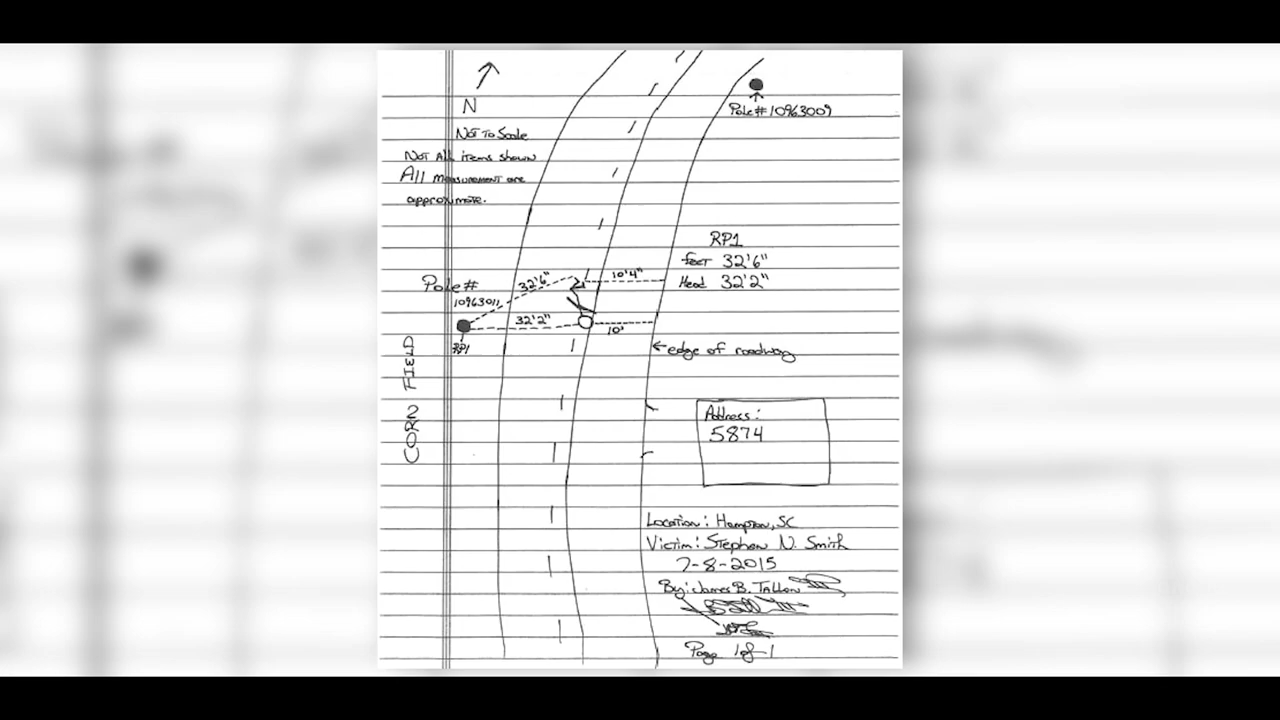 N
Pole# 10963009
Not To Scale
Not All items shown
All measurement are
approximate.
RP1
feet 32'6"
Head 32'2"
Pole#
10963011
32'6"
10'4"
32'2"
10'
RP1
edge of roadway
CORN FIELD
Address:
5874
Location: Hampton, SC
Victim: Stephen N. Smith
7-8-2015
By: James B. Tallon
Page 1 of 1